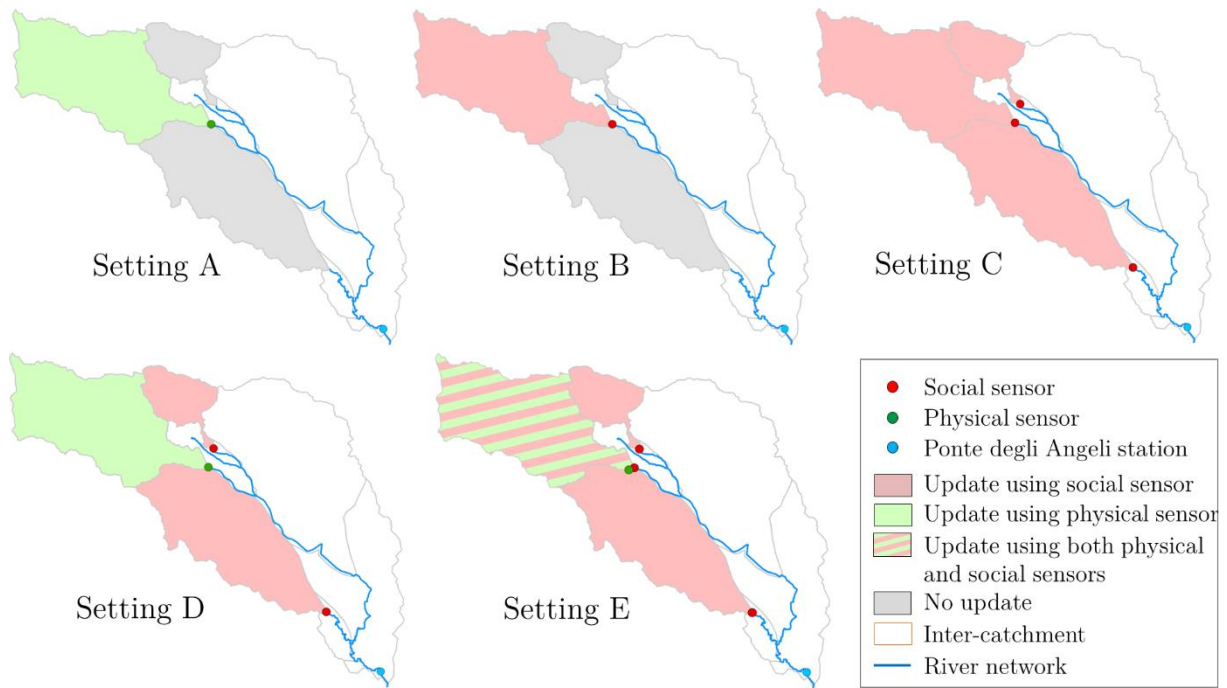 Setting A
Setting B
Setting C
Setting D
Setting E
Social sensor
Physical sensor
Ponte degli Angeli station
Update using social sensor
Update using physical sensor
Update using both physical
and social sensors
No update
Inter-catchment
River network